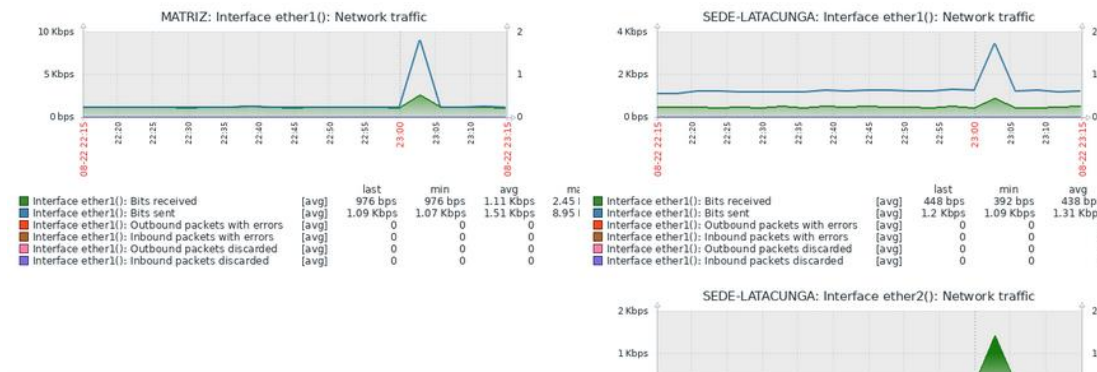 MATRIZ: Interface ether1(): Network traffic
10 Kbps
5 Kbps
0 bps
2
1
0
08-22 22:15
22:20
22:25
22:30
22:35
22:40
22:45
22:50
22:55
23:00
23:05
23:10
08-22 23:15
last min avg
Interface ether1(): Bits received [avg] 976 bps 976 bps 1.11 Kbps 2.45
Interface ether1(): Bits sent [avg] 1.09 Kbps 1.07 Kbps 1.51 Kbps 8.95
Interface ether1(): Outbound packets with errors [avg] 0 0 0
Interface ether1(): Inbound packets with errors [avg] 0 0 0
Interface ether1(): Outbound packets discarded [avg] 0 0 0
Interface ether1(): Inbound packets discarded [avg] 0 0 0
SEDE-LATACUNGA: Interface ether1(): Network traffic
4 Kbps
2 Kbps
0 bps
2
1
0
08-22 22:15
22:20
22:25
22:30
22:35
22:40
22:45
22:50
22:55
23:00
23:05
23:10
08-22 23:15
last min avg
Interface ether1(): Bits received [avg] 448 bps 392 bps 438 bp
Interface ether1(): Bits sent [avg] 1.2 Kbps 1.09 Kbps 1.31 Kbp
Interface ether1(): Outbound packets with errors [avg] 0 0
Interface ether1(): Inbound packets with errors [avg] 0 0
Interface ether1(): Outbound packets discarded [avg] 0 0
Interface ether1(): Inbound packets discarded [avg] 0 0
SEDE-LATACUNGA: Interface ether2(): Network traffic
2 Kbps
1 Kbps
2
1